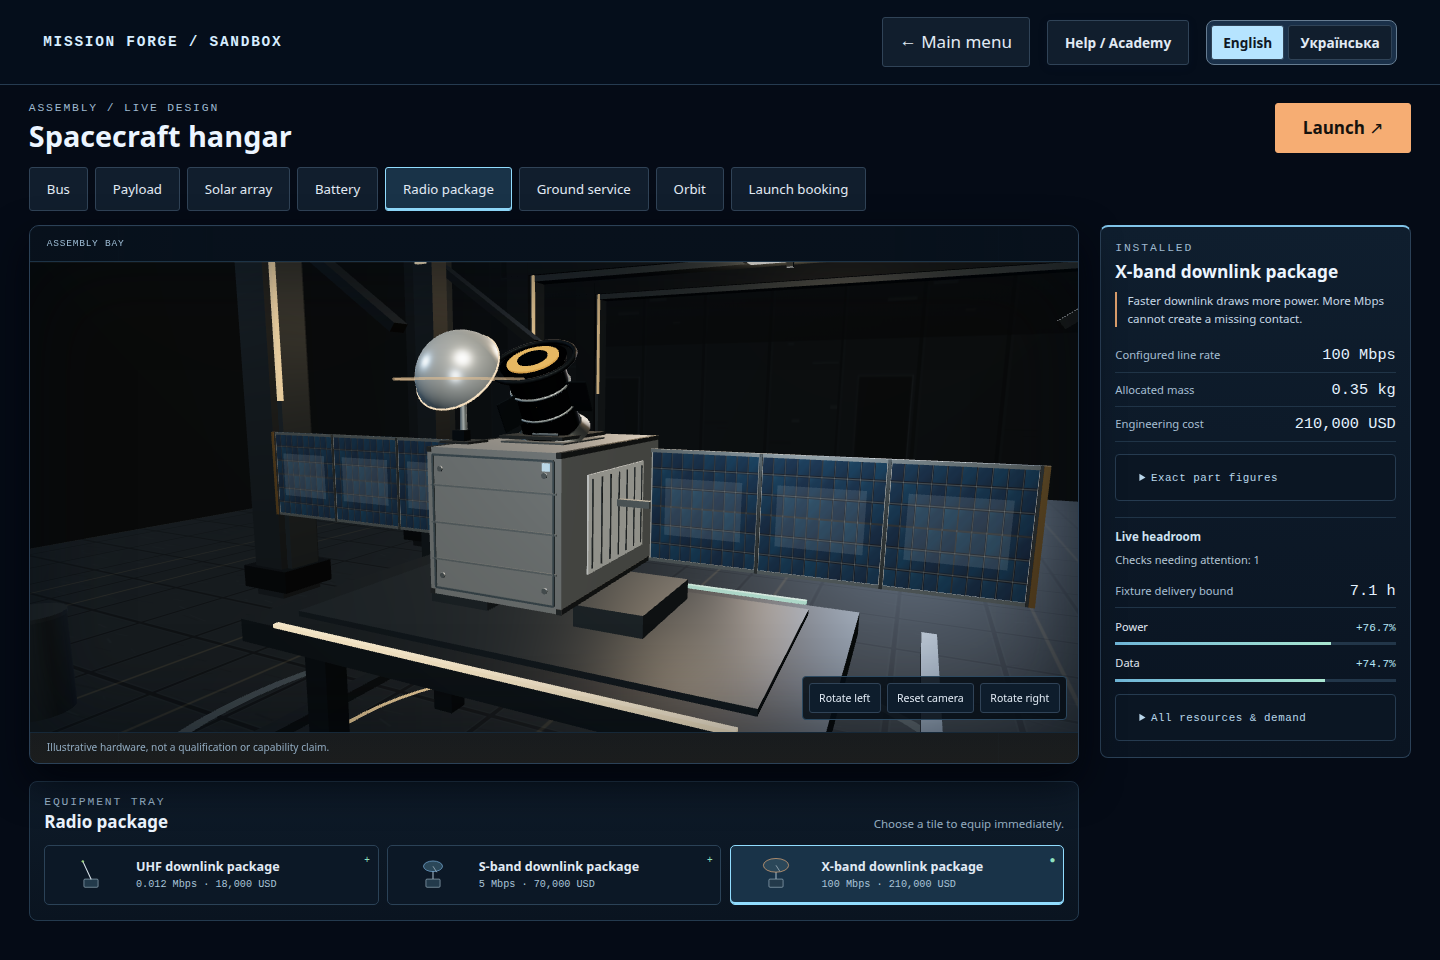 MISSION FORGE / SANDBOX
← Main menu
Help / Academy
English
Українська
ASSEMBLY / LIVE DESIGN
Spacecraft hangar
Launch ↗
Bus
Payload
Solar array
Battery
Radio package
Ground service
Orbit
Launch booking
ASSEMBLY BAY
Rotate left
Reset camera
Rotate right
Illustrative hardware, not a qualification or capability claim.
INSTALLED
X-band downlink package
Faster downlink draws more power. More Mbps
cannot create a missing contact.
Configured line rate 100 Mbps
Allocated mass 0.35 kg
Engineering cost 210,000 USD
▶ Exact part figures
Live headroom
Checks needing attention: 1
Fixture delivery bound 7.1 h
Power +76.7%
Data +74.7%
▶ All resources & demand
EQUIPMENT TRAY
Radio package
Choose a tile to equip immediately.
UHF downlink package +
0.012 Mbps · 18,000 USD
S-band downlink package +
5 Mbps · 70,000 USD
X-band downlink package
100 Mbps · 210,000 USD